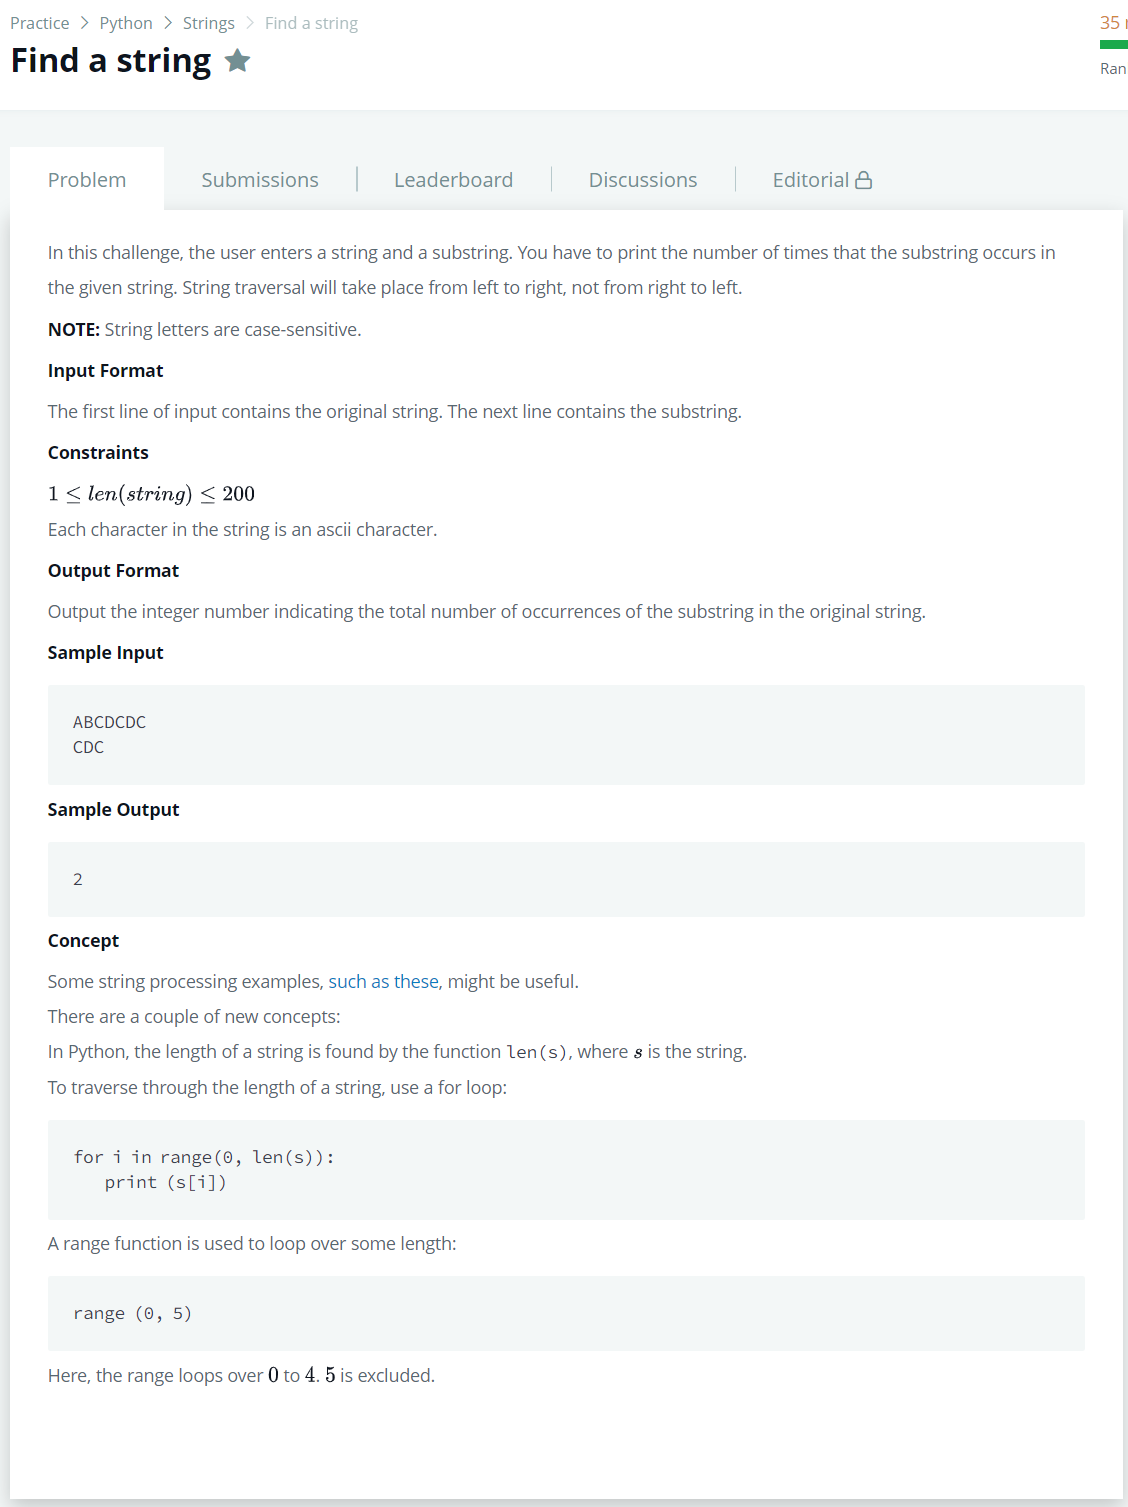 Practice > Python > Strings > Find a string
35
Find a string
Ran
Problem
Submissions
Leaderboard
Discussions
Editorial
In this challenge, the user enters a string and a substring. You have to print the number of times that the substring occurs in
the given string. String traversal will take place from left to right, not from right to left.
NOTE: String letters are case-sensitive.
Input Format
The first line of input contains the original string. The next line contains the substring.
Constraints
1 ≤ len(string) ≤ 200
Each character in the string is an ascii character.
Output Format
Output the integer number indicating the total number of occurrences of the substring in the original string.
Sample Input
ABCDCDC
CDC
Sample Output
2
Concept
Some string processing examples, such as these, might be useful.
There are a couple of new concepts:
In Python, the length of a string is found by the function len(s), where s is the string.
To traverse through the length of a string, use a for loop:
for i in range(0, len(s)):
   print (s[i])
A range function is used to loop over some length:
range (0, 5)
Here, the range loops over 0 to 4. 5 is excluded.